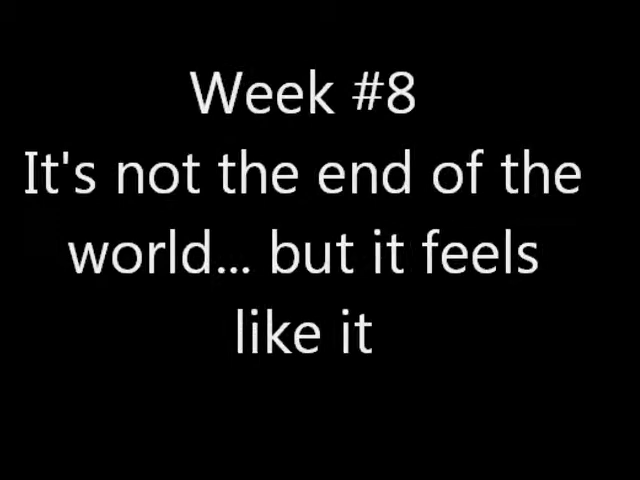 Week #8
It's not the end of the
world... but it feels
like it